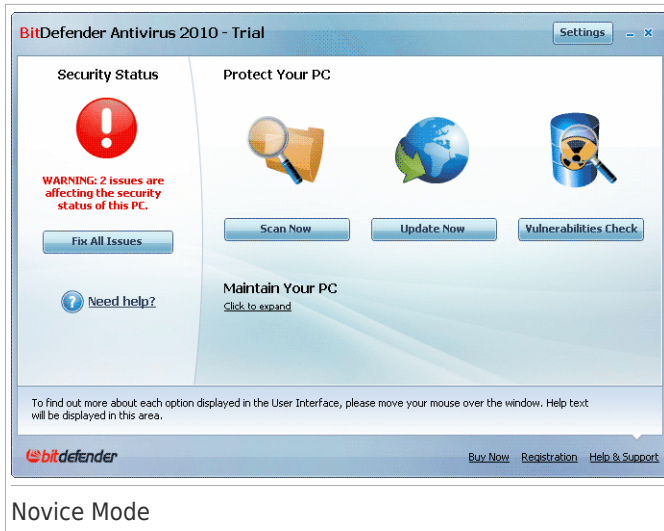 BitDefender Antivirus 2010 - Trial
Settings
Security Status
WARNING: 2 issues are
affecting the security
status of this PC.
Fix All Issues
Need help?
Protect Your PC
Scan Now
Update Now
Vulnerabilities Check
Maintain Your PC
Click to expand
To find out more about each option displayed in the User Interface, please move your mouse over the window. Help text
will be displayed in this area.
bitdefender
Buy Now
Registration
Help & Support
Novice Mode